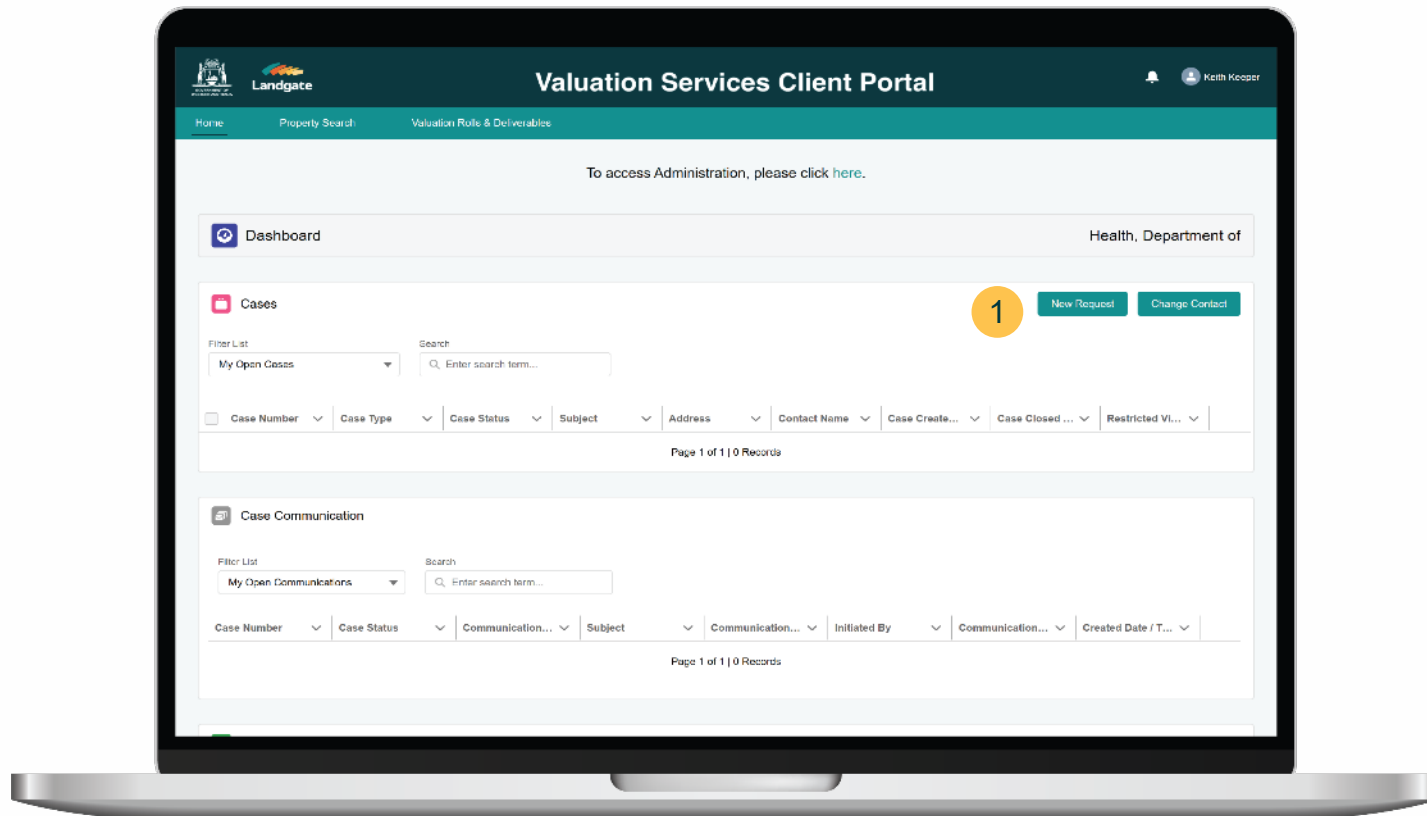 Landgate
Valuation Services Client Portal
Keith Keeper
Home Property Search Valuation Rolls & Deliverables
To access Administration, please click here.
Dashboard Health, Department of
Cases 1 New Request Change Contact
Filter List Search
My Open Cases Enter search term...
Case Number Case Type Case Status Subject Address Contact Name Case Create... Case Closed ... Restricted Vi...
Page 1 of 1 | 0 Records
Case Communication
Filter List Search
My Open Communications Enter search term...
Case Number Case Status Communication... Subject Communication... Initiated By Communication... Created Date / T...
Page 1 of 1 | 0 Records